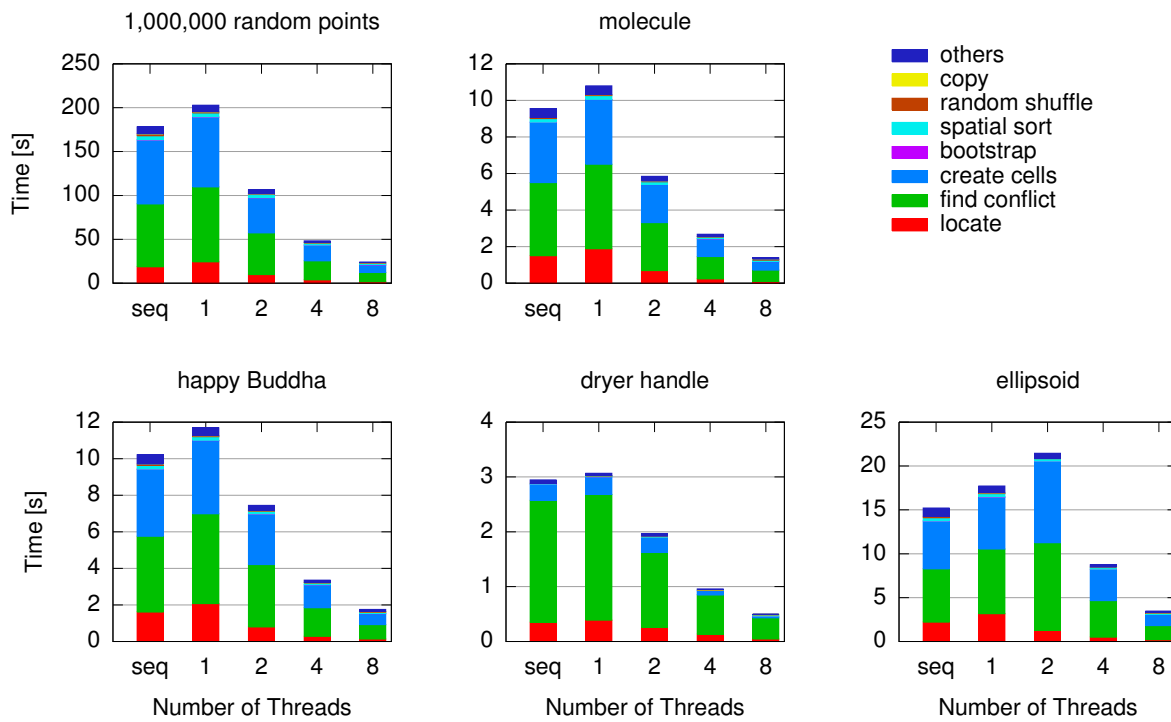 1,000,000 random points
250
200
150
100
50
0
Time [s]
seq 1 2 4 8
molecule
12
10
8
6
4
2
0
seq 1 2 4 8
others
copy
random shuffle
spatial sort
bootstrap
create cells
find conflict
locate
happy Buddha
12
10
8
6
4
2
0
Time [s]
seq 1 2 4 8
Number of Threads
dryer handle
4
3
2
1
0
seq 1 2 4 8
Number of Threads
ellipsoid
25
20
15
10
5
0
seq 1 2 4 8
Number of Threads